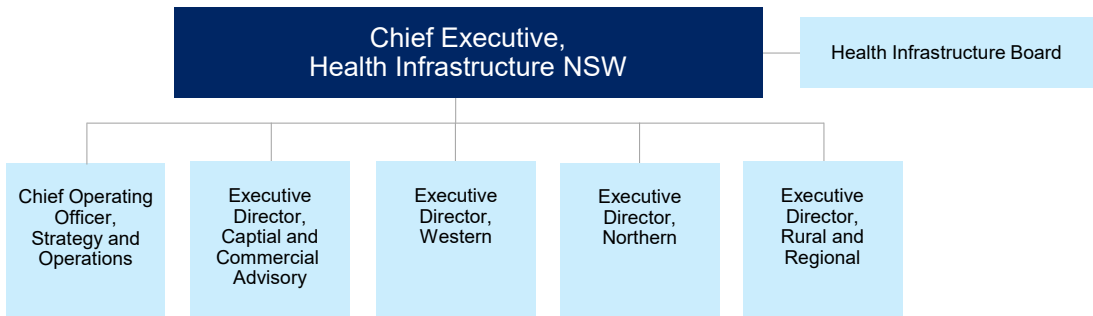 Chief Executive,
Health Infrastructure NSW
Health Infrastructure Board
Chief Operating
Officer,
Strategy and
Operations
Executive
Director,
Captial and
Commercial
Advisory
Executive
Director,
Western
Executive
Director,
Northern
Executive
Director,
Rural and
Regional